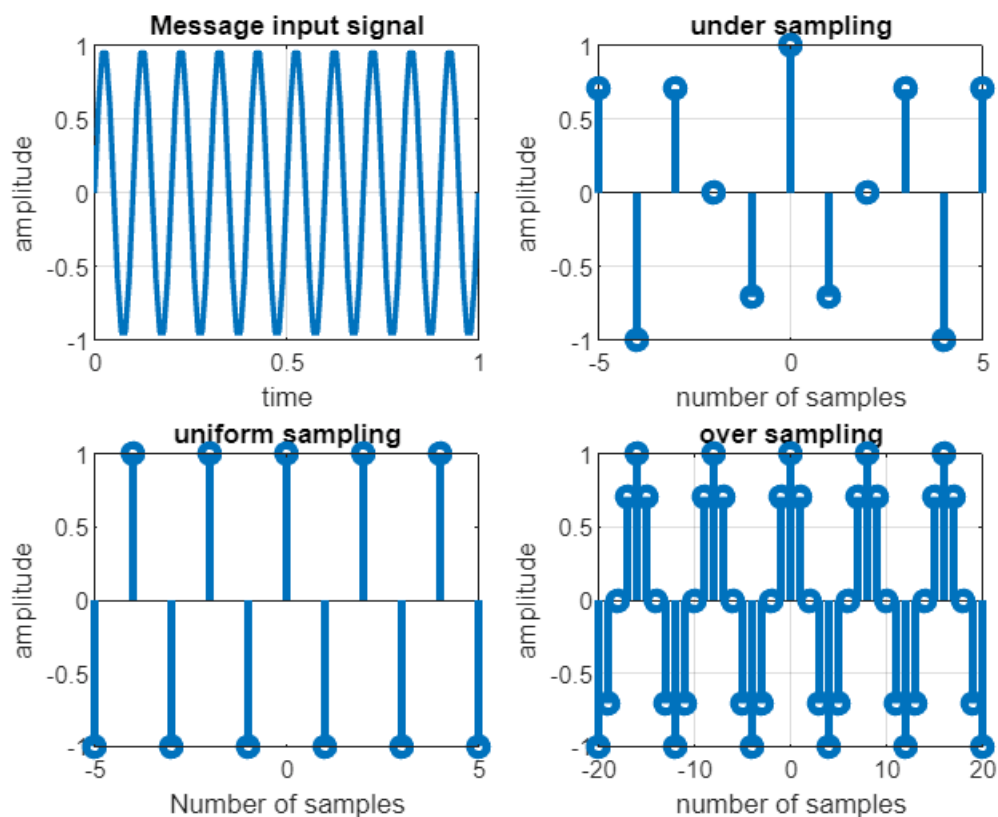 Message input signal
1
0.5
0
-0.5
-1
amplitude
0
0.5
1
time
under sampling
1
0.5
0
-0.5
-1
amplitude
-5
0
5
number of samples
uniform sampling
1
0.5
0
-0.5
-1
amplitude
-5
0
5
Number of samples
over sampling
1
0.5
0
-0.5
-1
amplitude
-20
-10
0
10
20
number of samples